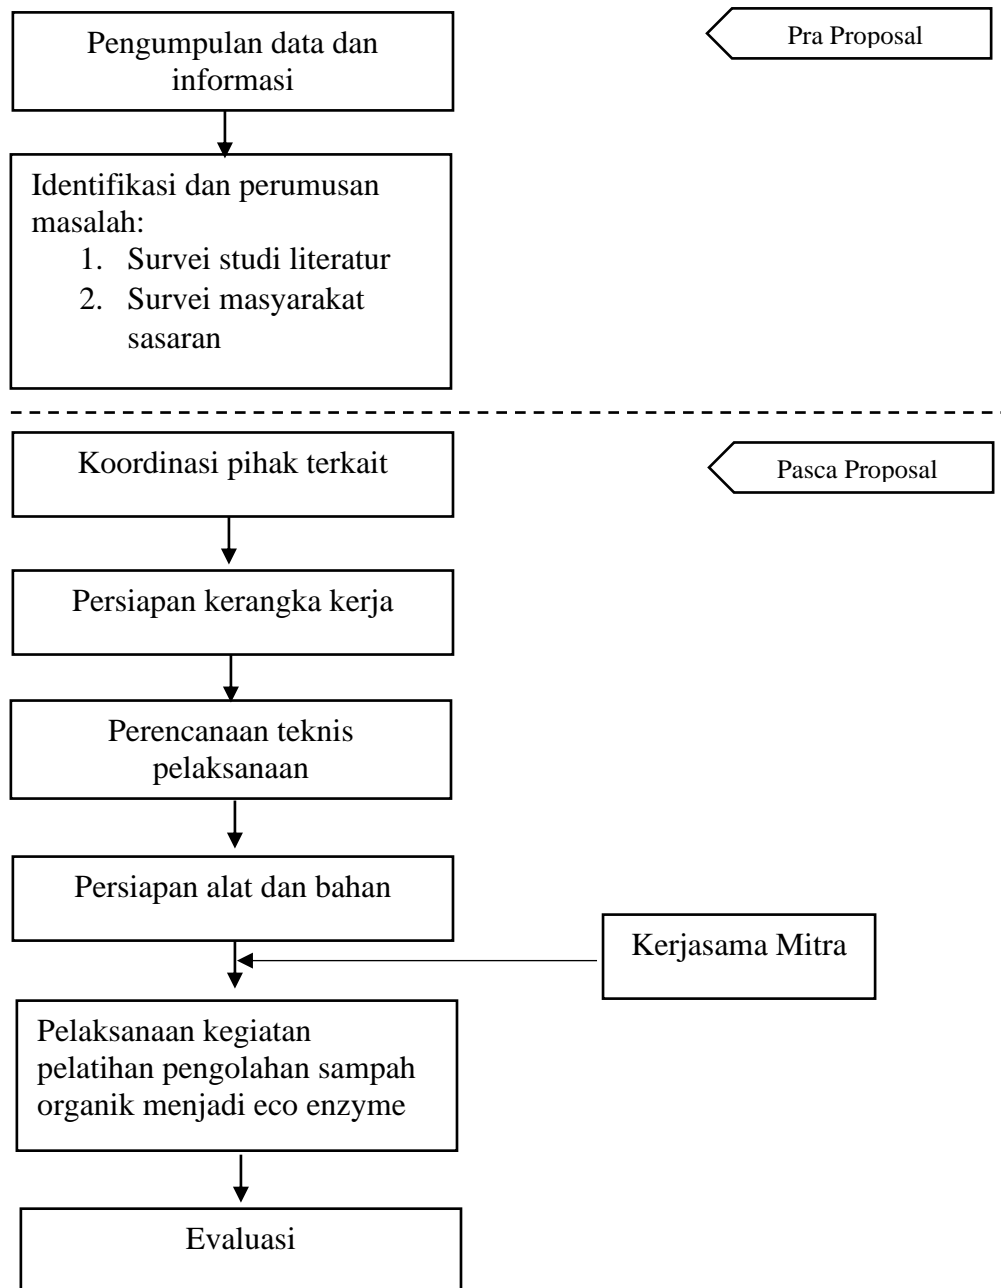 Pengumpulan data dan
informasi
Pra Proposal
Identifikasi dan perumusan
masalah:
1. Survei studi literatur
2. Survei masyarakat
sasaran
Koordinasi pihak terkait
Pasca Proposal
Persiapan kerangka kerja
Perencanaan teknis
pelaksanaan
Persiapan alat dan bahan
Kerjasama Mitra
Pelaksanaan kegiatan
pelatihan pengolahan sampah
organik menjadi eco enzyme
Evaluasi